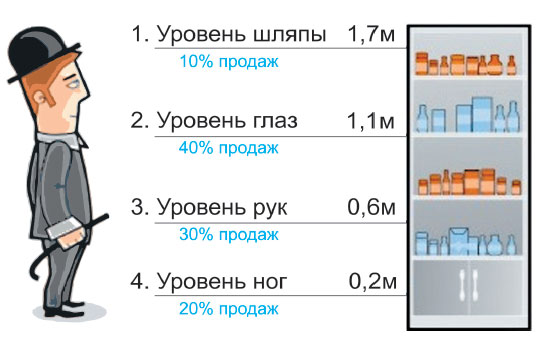 1. Уровень шляпы 1,7м
10% продаж
2. Уровень глаз 1,1м
40% продаж
3. Уровень рук 0,6м
30% продаж
4. Уровень ног 0,2м
20% продаж